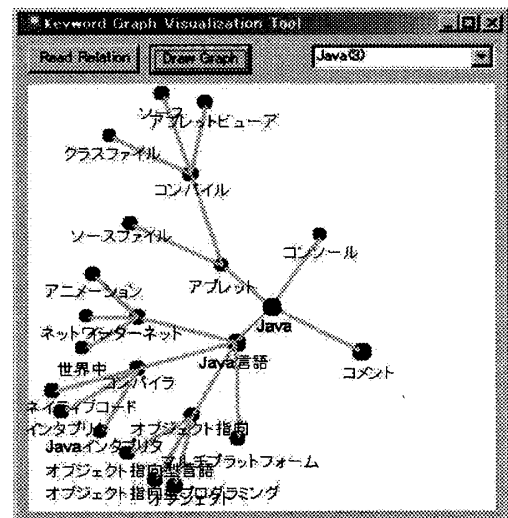 Keyword Graph Visualization Tool
Read Relation
Draw Graph
Java(3)
ソース
アプレットビューア
クラスファイル
コンパイル
ソースファイル
コンソール
アプレット
アニメーション
Java
ネットワーク
インターネット
Java言語
コメント
世界中
コンパイラ
ネイティブコード
インタプリタ
オブジェクト指向
Javaインタプリタ
マルチプラットフォーム
オブジェクト指向型言語
オブジェクト指向型プログラミング
オブジェクト